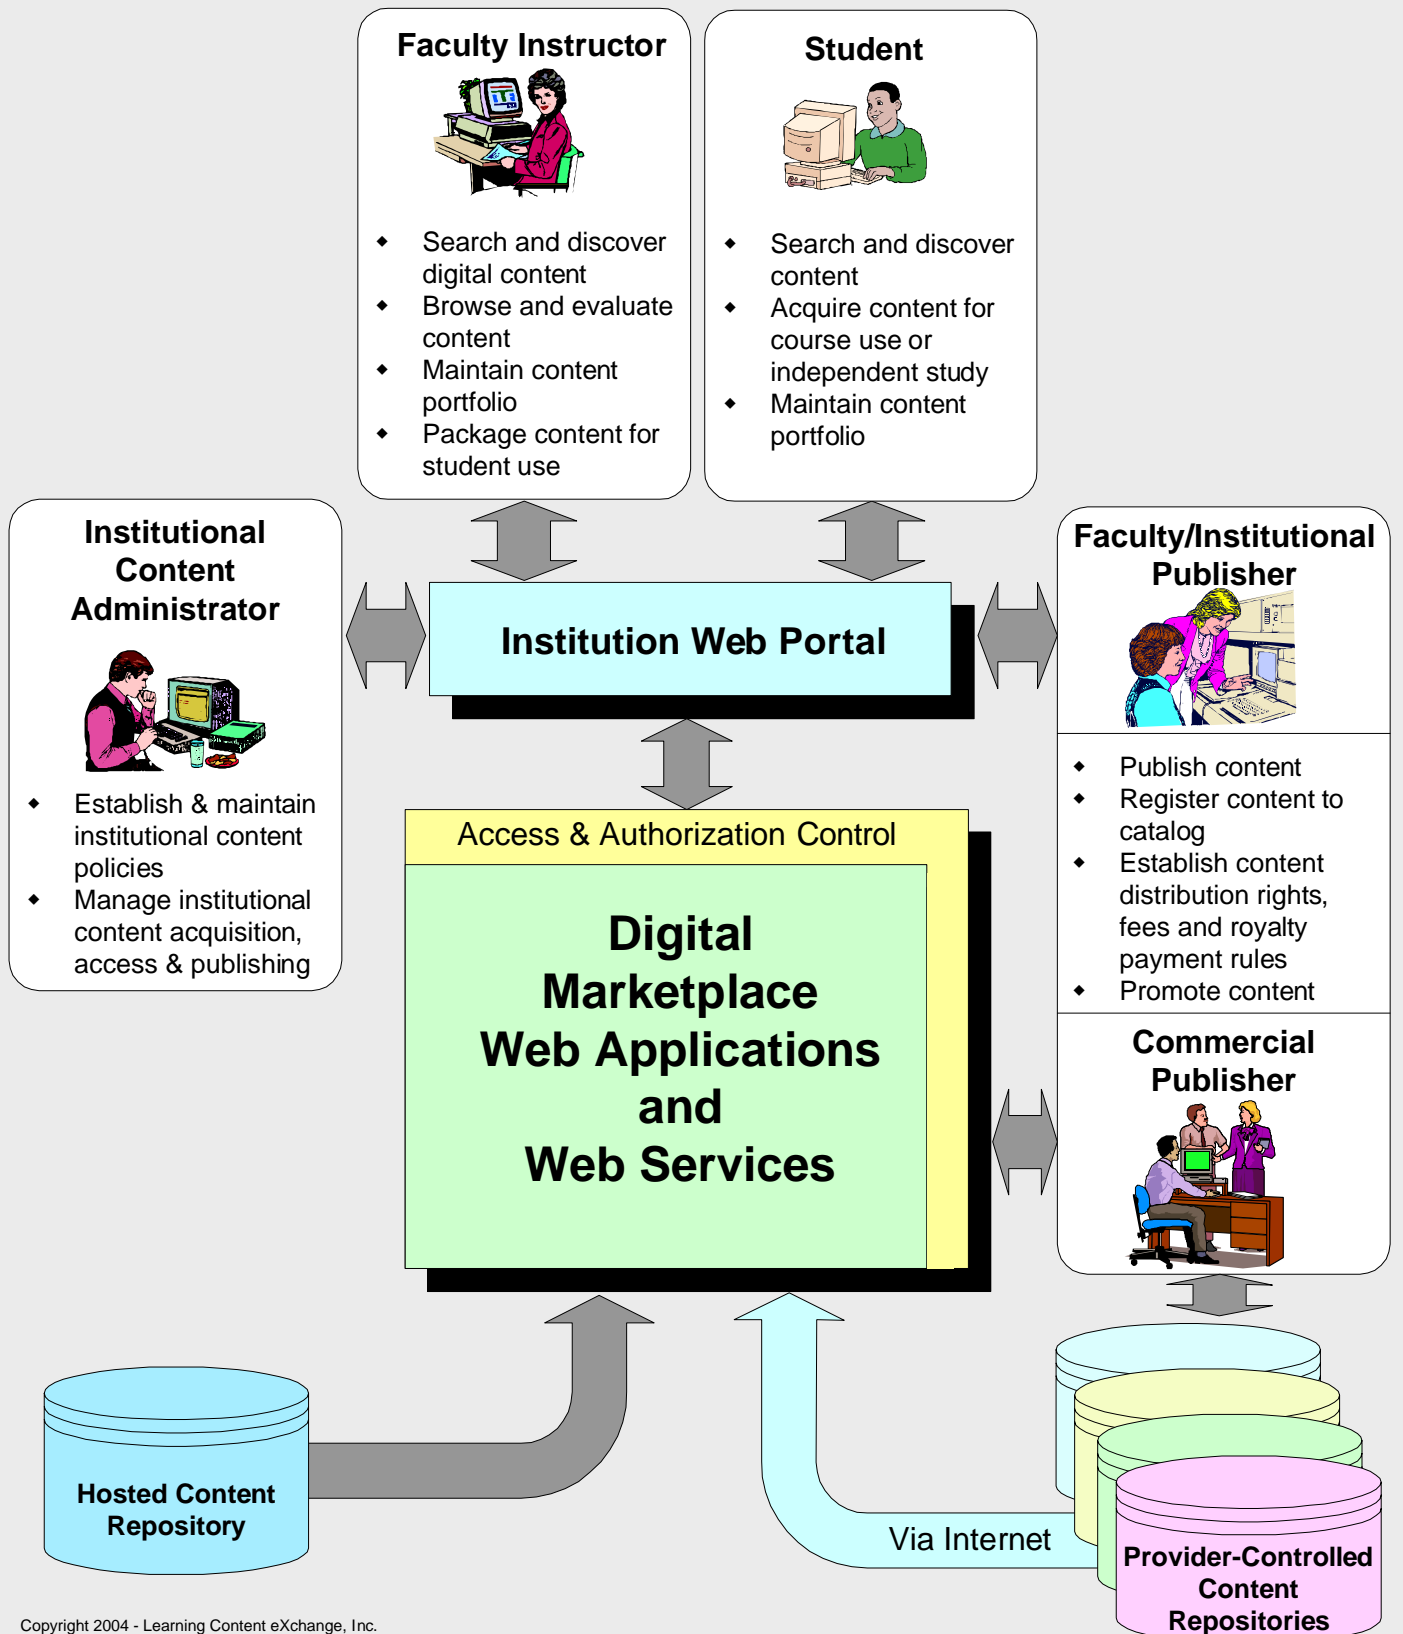 Faculty Instructor
◆ Search and discover
digital content
◆ Browse and evaluate
content
◆ Maintain content
portfolio
◆ Package content for
student use
Student
◆ Search and discover
content
◆ Acquire content for
course use or
independent study
◆ Maintain content
portfolio
Institutional
Content
Administrator
◆ Establish & maintain
institutional content
policies
◆ Manage institutional
content acquisition,
access & publishing
Institution Web Portal
Faculty/Institutional
Publisher
◆ Publish content
◆ Register content to
catalog
◆ Establish content
distribution rights,
fees and royalty
payment rules
◆ Promote content
Commercial
Publisher
Access & Authorization Control
Digital
Marketplace
Web Applications
and
Web Services
Hosted Content
Repository
Via Internet
Provider-Controlled
Content
Repositories
Copyright 2004 - Learning Content eXchange, Inc.